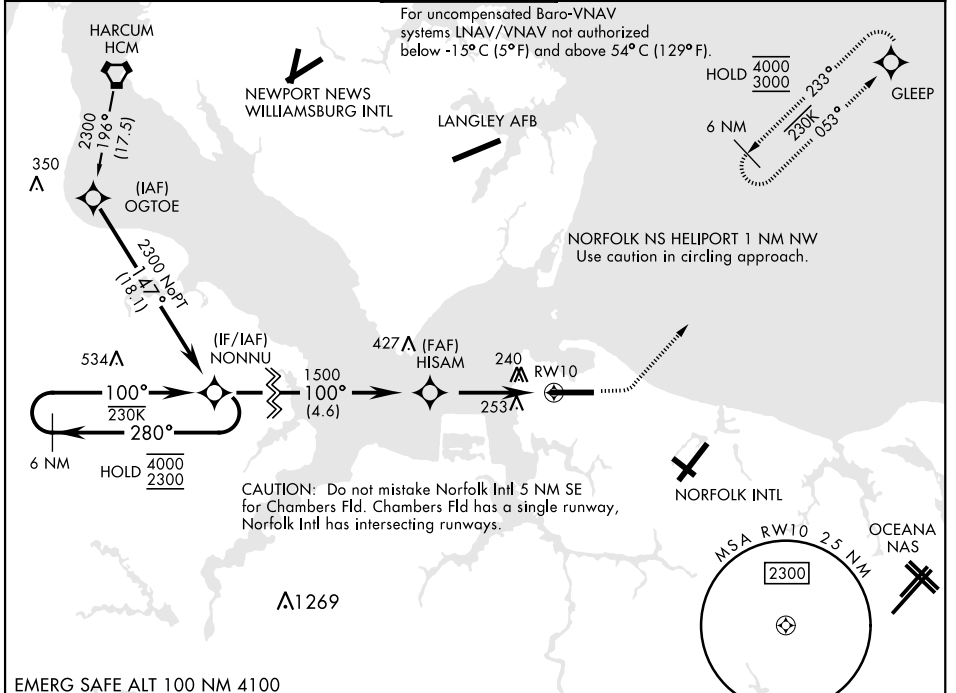 For uncompensated Baro-VNAV
systems LNAV/VNAV not authorized
below -15°C (5°F) and above 54°C (129°F).
HARCUM
HCM
NEWPORT NEWS
WILLIAMSBURG INTL
LANGLEY AFB
HOLD 4000
3000
GLEEP
233°
230K
053°
6 NM
2300
196°
(17.5)
350
(IAF)
OGTOE
2300 NoPT
147°
(18.1)
NORFOLK NS HELIPORT 1 NM NW
Use caution in circling approach.
534
(IF/IAF)
NONNU
427
(FAF)
HISAM
240
RW10
253
1500
100°
(4.6)
100°
230K
280°
6 NM
HOLD 4000
2300
CAUTION: Do not mistake Norfolk Intl 5 NM SE
for Chambers Fld. Chambers Fld has a single runway,
Norfolk Intl has intersecting runways.
NORFOLK INTL
OCEANA
NAS
MSA RW10 25 NM
2300
1269
EMERG SAFE ALT 100 NM 4100